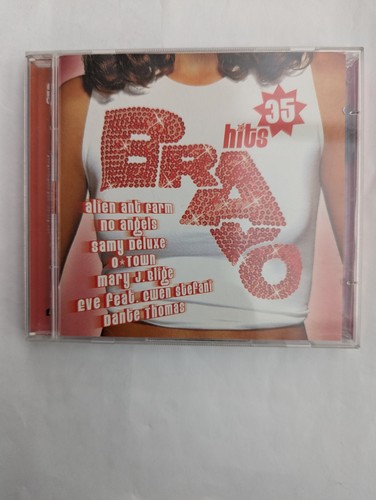 35
hits
BRAVO
alien ant farm
no angels
samy deluxe
o-town
mary j. blige
eve feat. gwen stefani
dante thomas